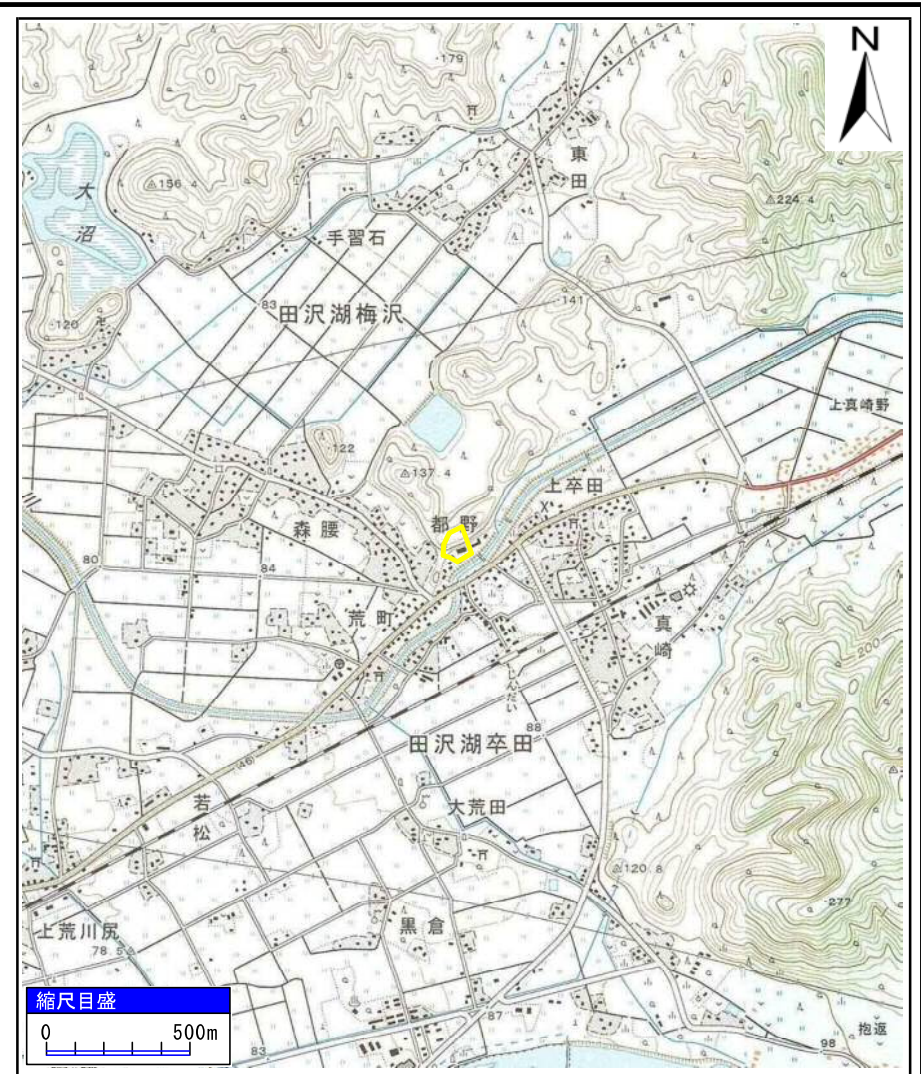 N
179
東田
156.4
224.4
大沼
手習石
83
田沢湖梅沢
141
120
上真崎野
122
137.4
上卒田
都野
森腰
80
84
荒町
真崎
200
じんだい
88
田沢湖卒田
46
若松
大荒田
120.8
277
上荒川尻
黒倉
78.5
縮尺目盛
0 500m
87
抱返
83
98